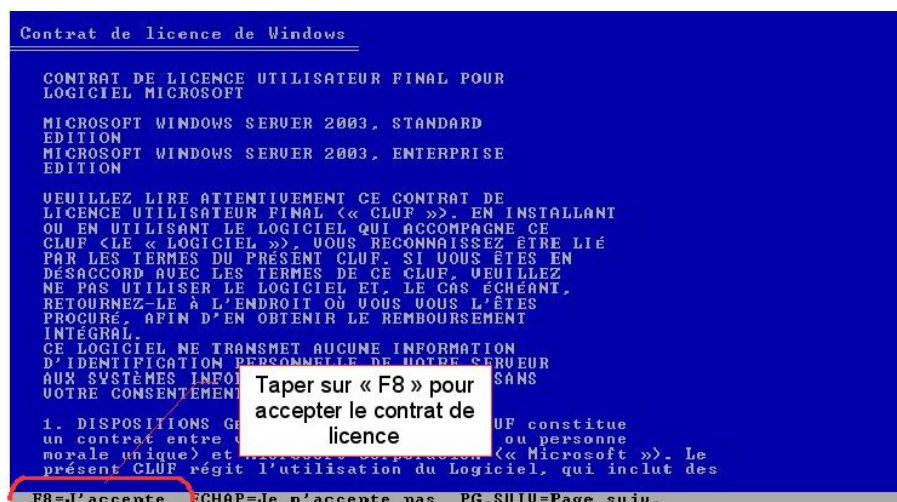 Contrat de licence de Windows
CONTRAT DE LICENCE UTILISATEUR FINAL POUR
LOGICIEL MICROSOFT
MICROSOFT WINDOWS SERVER 2003, STANDARD
EDITION
MICROSOFT WINDOWS SERVER 2003, ENTERPRISE
EDITION
VEUILLEZ LIRE ATTENTIVEMENT CE CONTRAT DE
LICENCE UTILISATEUR FINAL (« CLUF »). EN INSTALLANT
OU EN UTILISANT LE LOGICIEL QUI ACCOMPAGNE CE
CLUF (LE « LOGICIEL »), VOUS RECONNAISSEZ ÊTRE LIÉ
PAR LES TERMES DU PRÉSENT CLUF. SI VOUS ÊTES EN
DÉSACCORD AVEC LES TERMES DE CE CLUF, VEUILLEZ
NE PAS UTILISER LE LOGICIEL ET, LE CAS ÉCHÉANT,
RETOURNEZ-LE À L'ENDROIT Où VOUS VOUS L'ÊTES
PROCURÉ, AFIN D'EN OBTENIR LE REMBOURSEMENT
INTÉGRAL.
CE LOGICIEL NE TRANSMET AUCUNE INFORMATION
D'IDENTIFICATION PERSONNELLE DE VOTRE SERVEUR
AUX SYSTÈMES SANS
VOTRE CONSENTEMENT
Taper sur « F8 » pour
accepter le contrat de
licence
1. DISPOSITIONS constitue
un contrat entre ou personne
morale unique) et (« Microsoft »). Le
présent CLUF régit l'utilisation du Logiciel, qui inclut des
F8=J'accepte ECHAP=Je n'accepte pas PG.SUIV=Page suiv.